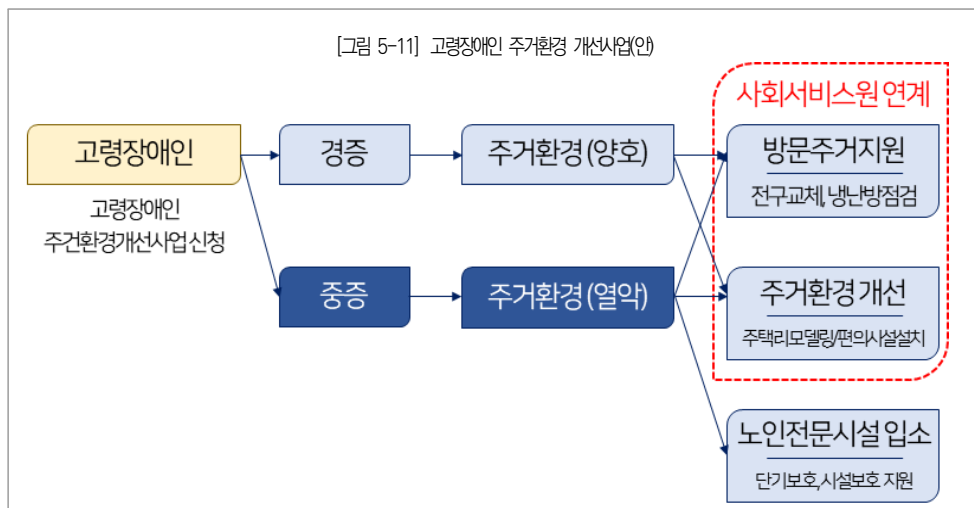 [그림 5-11] 고령장애인 주거환경 개선사업(안)
사회서비스원 연계
고령장애인
경증
주거환경 (양호)
방문주거지원
전구교체, 냉난방점검
고령장애인
주건환경개선사업 신청
중증
주거환경 (열악)
주거환경 개선
주택리모델링/편의시설설치
노인전문시설 입소
단기보호,시설보호 지원